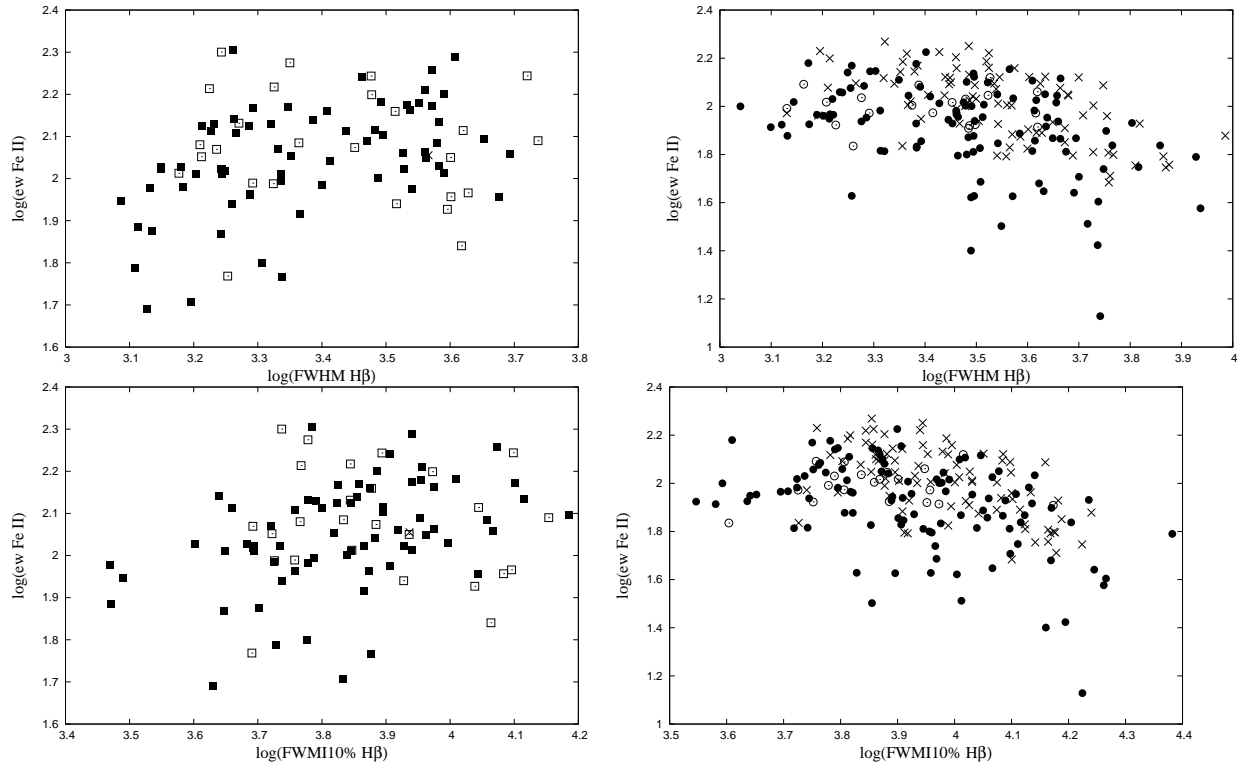 2.4
2.3
2.2
2.1
2
1.9
1.8
1.7
1.6
log(ew Fe II)
3 3.1 3.2 3.3 3.4 3.5 3.6 3.7 3.8
log(FWHM Hβ)
2.4
2.2
2
1.8
1.6
1.4
1.2
1
log(ew Fe II)
3 3.1 3.2 3.3 3.4 3.5 3.6 3.7 3.8 3.9 4
log(FWHM Hβ)
2.4
2.3
2.2
2.1
2
1.9
1.8
1.7
1.6
log(ew Fe II)
3.4 3.5 3.6 3.7 3.8 3.9 4 4.1 4.2
log(FWMI10% Hβ)
2.4
2.2
2
1.8
1.6
1.4
1.2
1
log(ew Fe II)
3.5 3.6 3.7 3.8 3.9 4 4.1 4.2 4.3 4.4
log(FWMI10% Hβ)